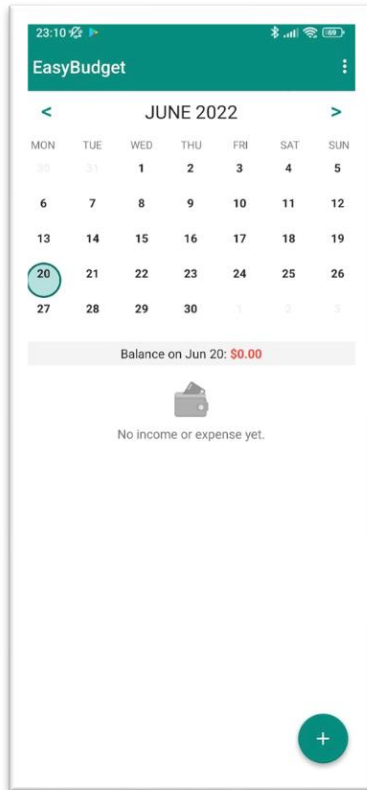 23:10 69
EasyBudget
< JUNE 2022 >
MON TUE WED THU FRI SAT SUN
30 31 1 2 3 4 5
6 7 8 9 10 11 12
13 14 15 16 17 18 19
20 21 22 23 24 25 26
27 28 29 30 1 2 3
Balance on Jun 20: $0.00
No income or expense yet.
+